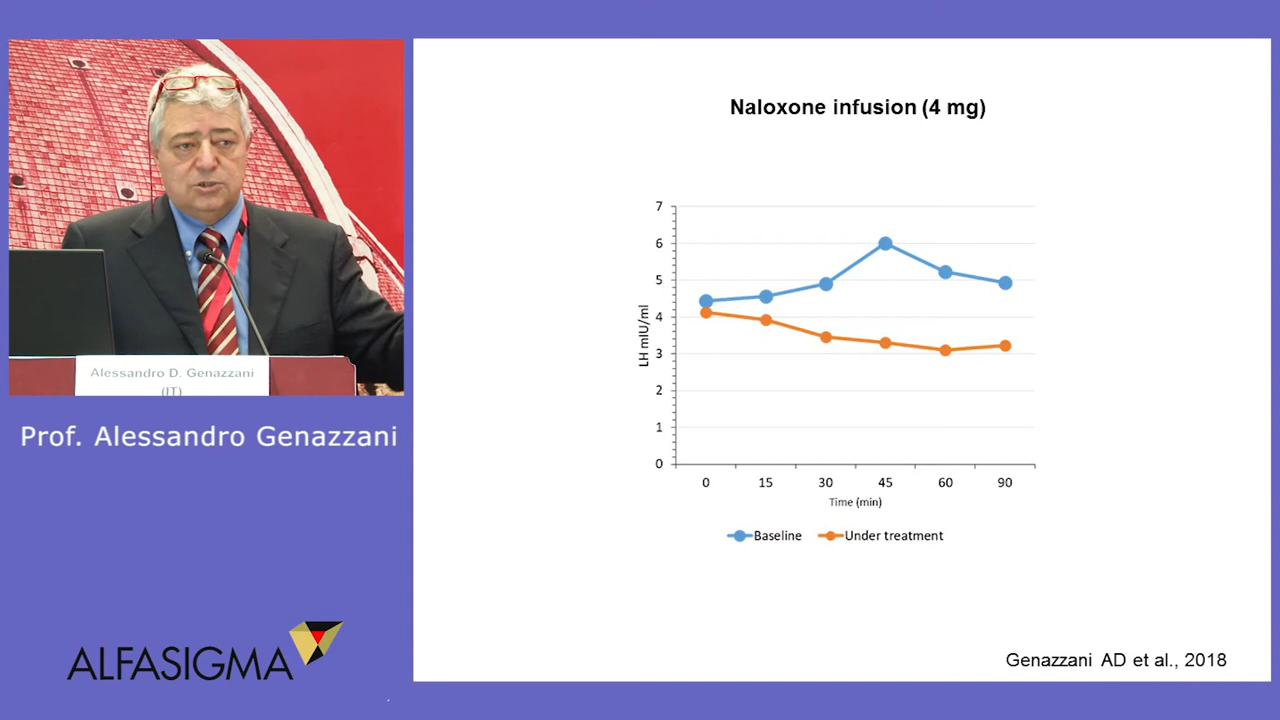 Naloxone infusion (4 mg)
7
6
5
4
3
2
1
0
LH mIU/ml
0 15 30 45 60 90
Time (min)
Baseline Under treatment
Genazzani AD et al., 2018
Alessandro D. Genazzani
(IT)
Prof. Alessandro Genazzani
ALFASIGMA